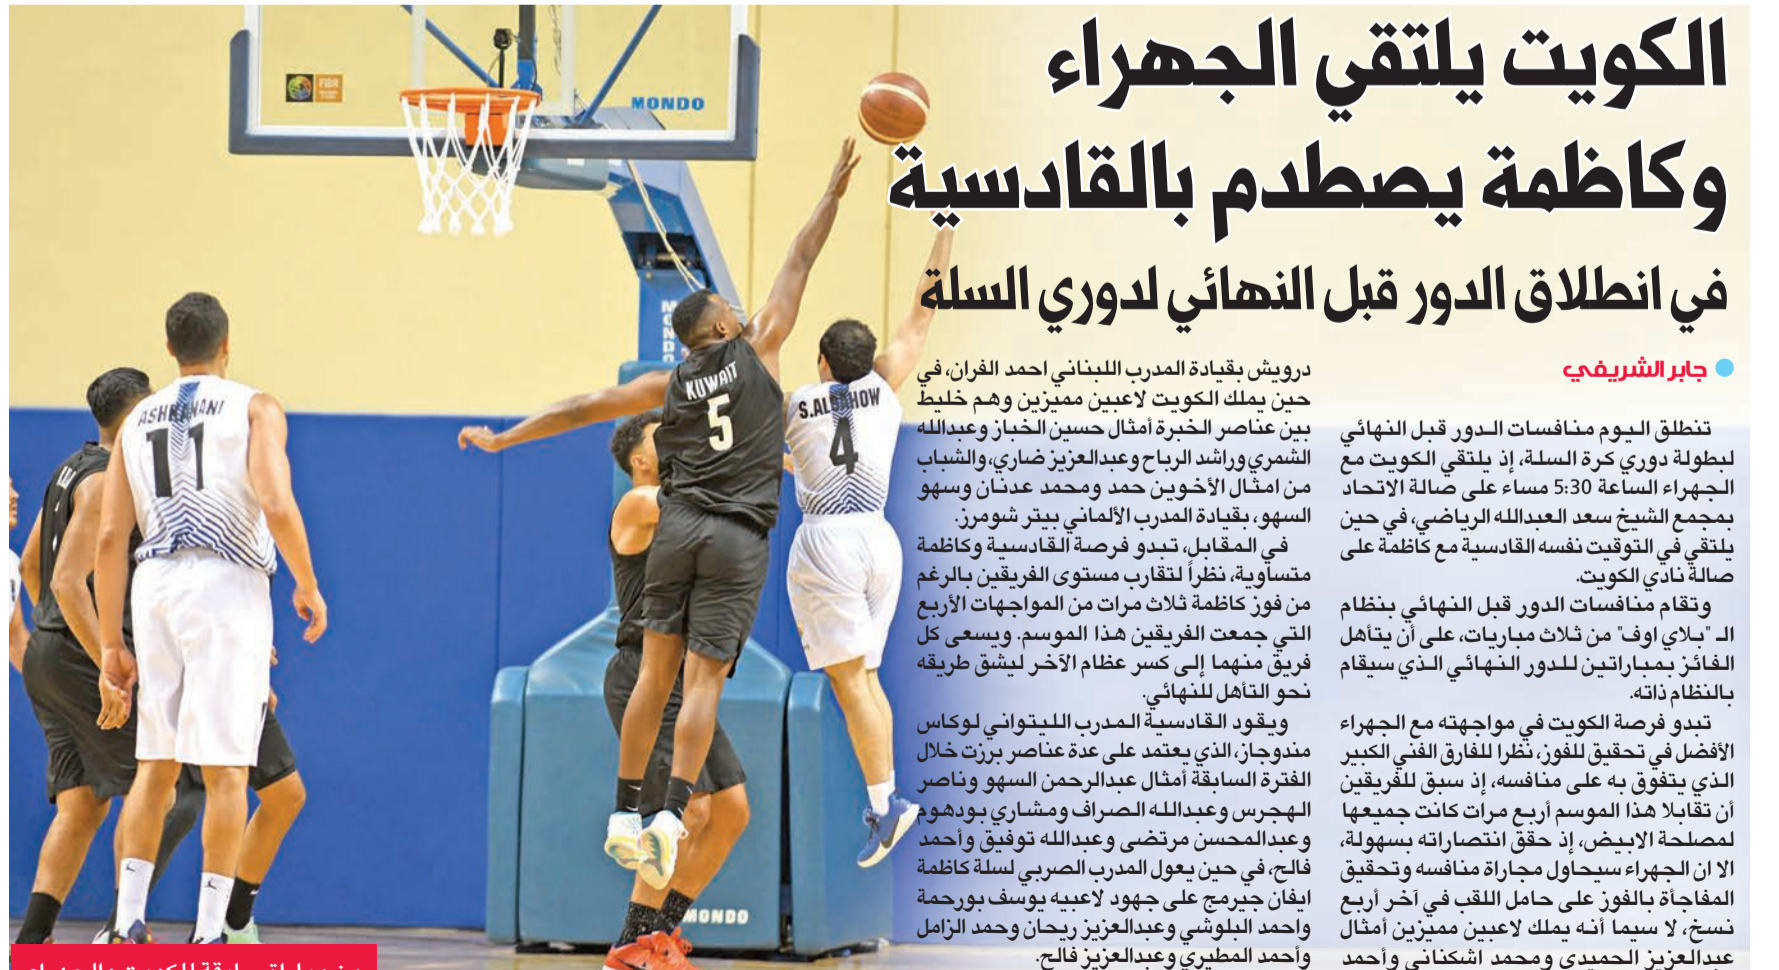 الكويت يلتقي الجهراء
وكاظمة يصطدم بالقادسية
في انطلاق الدور قبل النهائي لدوري السلة
جابر الشريفي
تنطلق اليوم منافسات الدور قبل النهائي
لبطولة دوري كرة السلة، إذ يلتقي الكويت مع
الجهراء الساعة 5:30 مساء على صالة الاتحاد
بمجمع الشيخ سعد العبدالله الرياضي، في حين
يلتقي في التوقيت نفسه القادسية مع كاظمة على
صالة نادي الكويت.
وتقام منافسات الدور قبل النهائي بنظام
الـ "بلاي اوف" من ثلاث مباريات، على أن يتأهل
الفائز بمباراتين للدور النهائي الذي سيقام
بالنظام ذاته.
تبدو فرصة الكويت في مواجهته مع الجهراء
الأفضل في تحقيق للفوز، نظرا للفارق الفني الكبير
الذي يتفوق به على منافسه، إذ سبق للفريقين
أن تقابلا هذا الموسم أربع مرات كانت جميعها
لمصلحة الابيض، إذ حقق انتصاراته بسهولة،
الا ان الجهراء سيحاول مجاراة منافسه وتحقيق
المفاجأة بالفوز على حامل اللقب في آخر أربع
نسخ، لا سيما أنه يملك لاعبين مميزين أمثال
عبدالعزيز الحميدي ومحمد اشكناني وأحمد
درويش بقيادة المدرب اللبناني احمد الفران، في
حين يملك الكويت لاعبين مميزين وهم خليط
بين عناصر الخبرة أمثال حسين الخباز وعبدالله
الشمري وراشد الرباح وعبدالعزيز ضاري، والشباب
من امثال الأخوين حمد ومحمد عدنان وسهو
السهو، بقيادة المدرب الألماني بيتر شومرز.
في المقابل، تبدو فرصة القادسية وكاظمة
متساوية، نظراً لتقارب مستوى الفريقين بالرغم
من فوز كاظمة ثلاث مرات من المواجهات الأربع
التي جمعت الفريقين هذا الموسم. ويسعى كل
فريق منهما إلى كسر عظام الآخر ليشق طريقه
نحو التأهل للنهائي.
ويقود القادسية المدرب الليتواني لوكاس
مندوجاز، الذي يعتمد على عدة عناصر برزت خلال
الفترة السابقة أمثال عبدالرحمن السهو وناصر
الهجرس وعبدالله الصراف ومشاري بودهوم
وعبدالمحسن مرتضى وعبدالله توفيق وأحمد
فالح، في حين يعول المدرب الصربي لسلة كاظمة
ايفان جيرمج على جهود لاعبيه يوسف بورحمة
واحمد البلوشي وعبدالعزيز ريحان وحمد الزامل
وأحمد المطيري وعبدالعزيز فالح.
FIBA
MONDO
MONDO
KUWAIT
5
4
ASHKANANI
11
MONDO